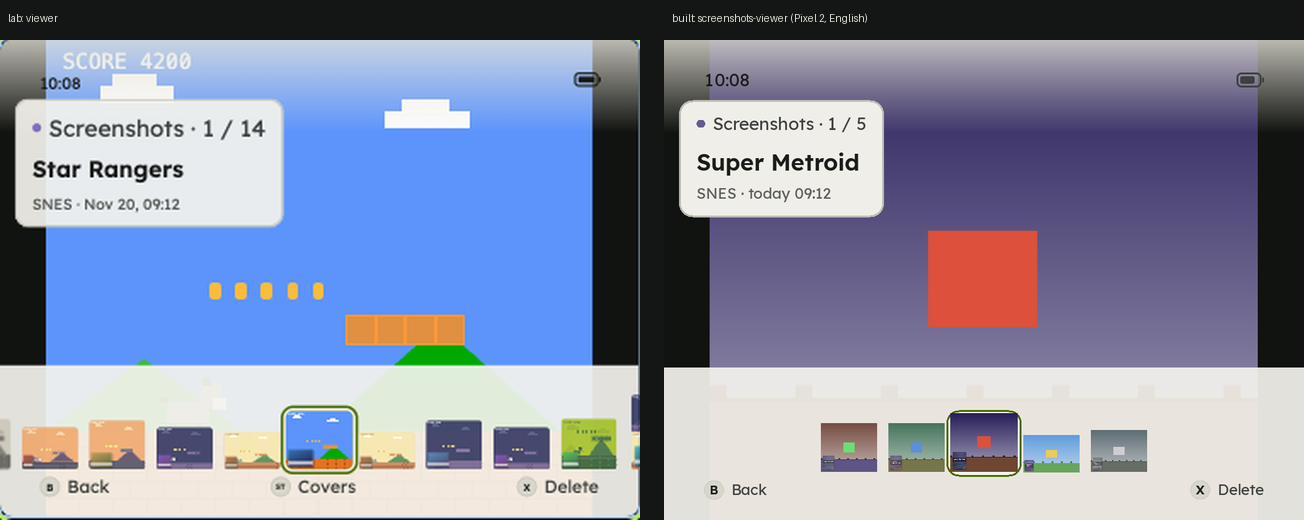 lab: viewer
built: screenshots-viewer (Pixel 2, English)
SCORE 4200
10:08
Screenshots · 1 / 14
Star Rangers
SNES · Nov 20, 09:12
B Back
ST Covers
X Delete
10:08
Screenshots · 1 / 5
Super Metroid
SNES · today 09:12
B Back
X Delete